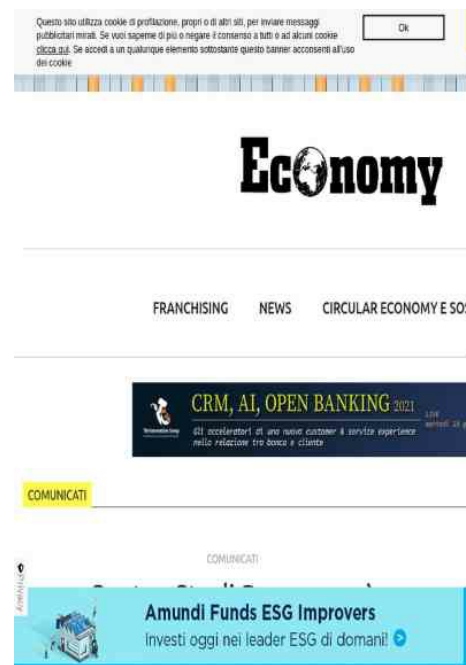 Questo sito utilizza cookie di profilazione, propri o di altri siti, per inviare messaggi
pubblicitari mirati. Se vuoi saperne di più o negare il consenso a tutti o ad alcuni cookie
clicca qui. Se accedi a un qualunque elemento sottostante questo banner acconsenti all'uso
dei cookie
Ok
Economy
FRANCHISING NEWS CIRCULAR ECONOMY E SO
CRM, AI, OPEN BANKING 2021
Gli acceleratori di una nuova customer & service experience
nella relazione tra banca e cliente
LIVE
COMUNICATI
COMUNICATI
Privacy
Amundi Funds ESG Improvers
Investi oggi nei leader ESG di domani!